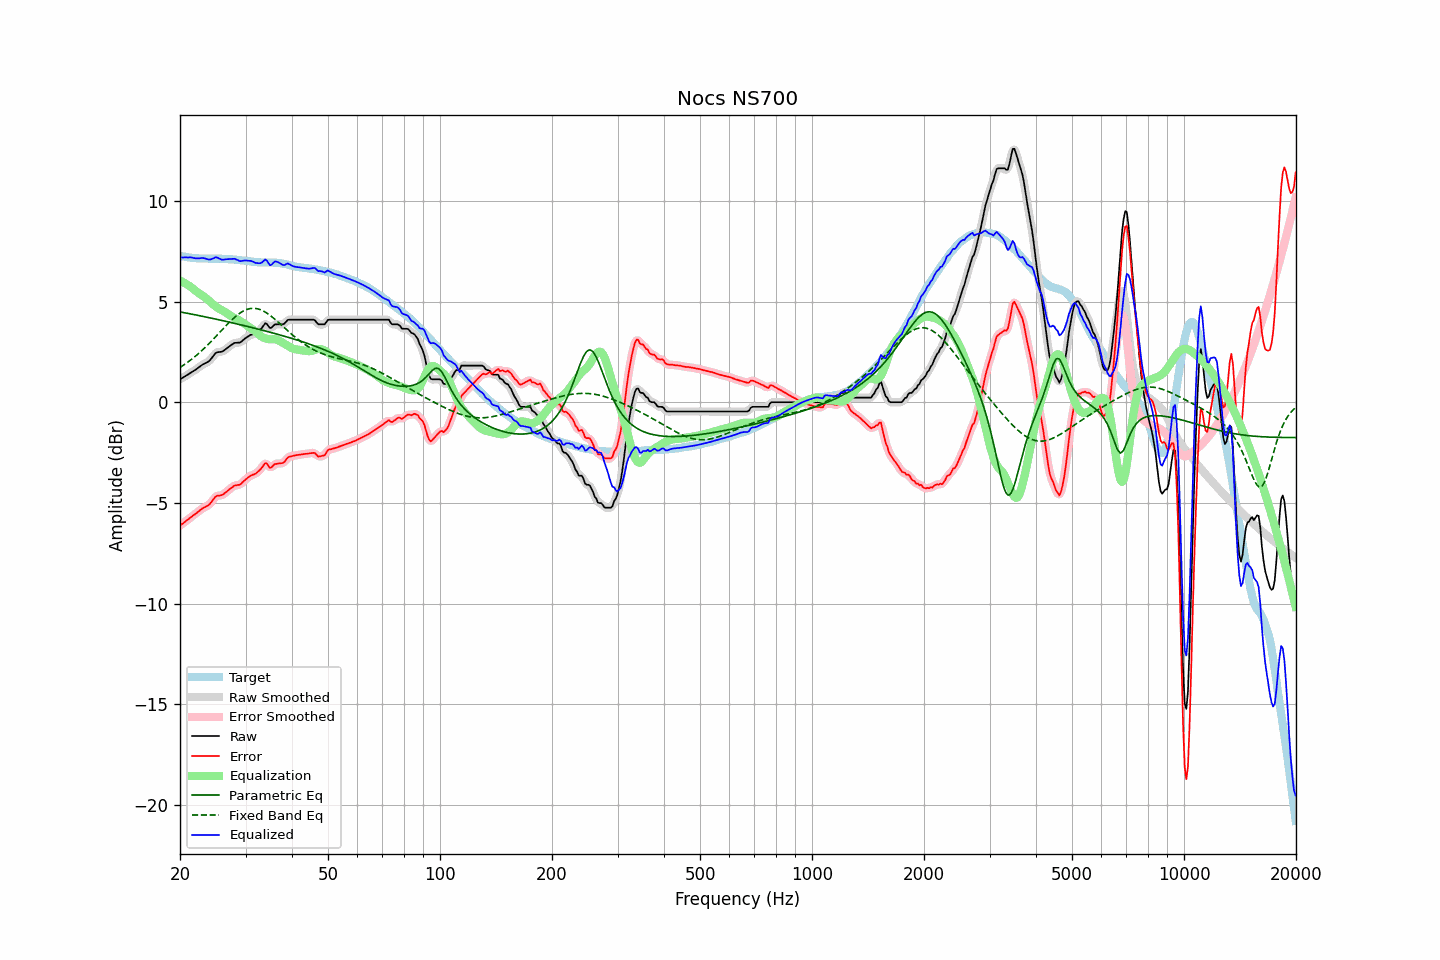 Nocs NS700
Amplitude (dBr)
10
5
0
−5
−10
−15
−20
Target
Raw Smoothed
Error Smoothed
Raw
Error
Equalization
Parametric Eq
Fixed Band Eq
Equalized
20 50 100 200 500 1000 2000 5000 10000 20000
Frequency (Hz)